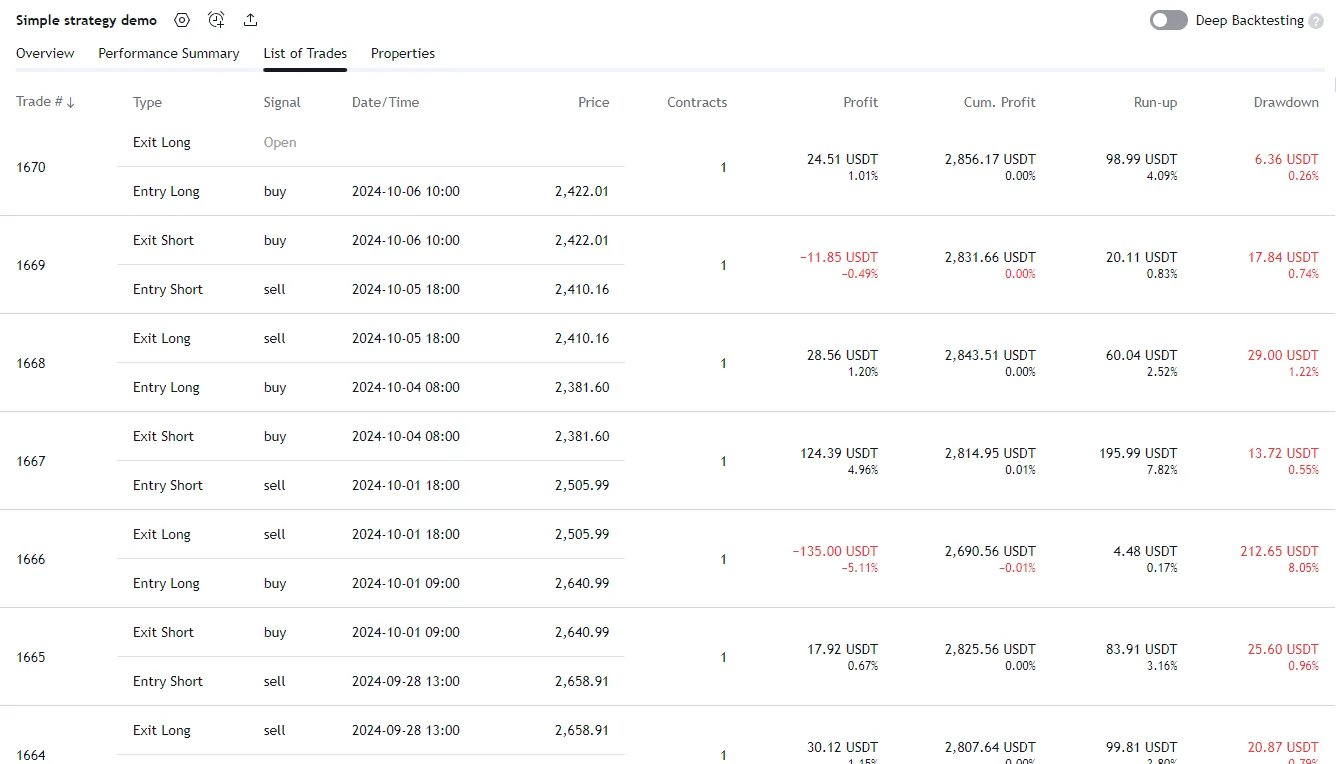 Simple strategy demo Deep Backtesting ?
Overview Performance Summary List of Trades Properties
Trade # ↓ Type Signal Date/Time Price Contracts Profit Cum. Profit Run-up Drawdown
Exit Long Open
1670 1 24.51 USDT 2,856.17 USDT 98.99 USDT 6.36 USDT
1.01% 0.00% 4.09% 0.26%
Entry Long buy 2024-10-06 10:00 2,422.01
Exit Short buy 2024-10-06 10:00 2,422.01
1669 1 −11.85 USDT 2,831.66 USDT 20.11 USDT 17.84 USDT
−0.49% 0.00% 0.83% 0.74%
Entry Short sell 2024-10-05 18:00 2,410.16
Exit Long sell 2024-10-05 18:00 2,410.16
1668 1 28.56 USDT 2,843.51 USDT 60.04 USDT 29.00 USDT
1.20% 0.00% 2.52% 1.22%
Entry Long buy 2024-10-04 08:00 2,381.60
Exit Short buy 2024-10-04 08:00 2,381.60
1667 1 124.39 USDT 2,814.95 USDT 195.99 USDT 13.72 USDT
4.96% 0.01% 7.82% 0.55%
Entry Short sell 2024-10-01 18:00 2,505.99
Exit Long sell 2024-10-01 18:00 2,505.99
1666 1 −135.00 USDT 2,690.56 USDT 4.48 USDT 212.65 USDT
−5.11% −0.01% 0.17% 8.05%
Entry Long buy 2024-10-01 09:00 2,640.99
Exit Short buy 2024-10-01 09:00 2,640.99
1665 1 17.92 USDT 2,825.56 USDT 83.91 USDT 25.60 USDT
0.67% 0.00% 3.16% 0.96%
Entry Short sell 2024-09-28 13:00 2,658.91
Exit Long sell 2024-09-28 13:00 2,658.91
1664 1 30.12 USDT 2,807.64 USDT 99.81 USDT 20.87 USDT